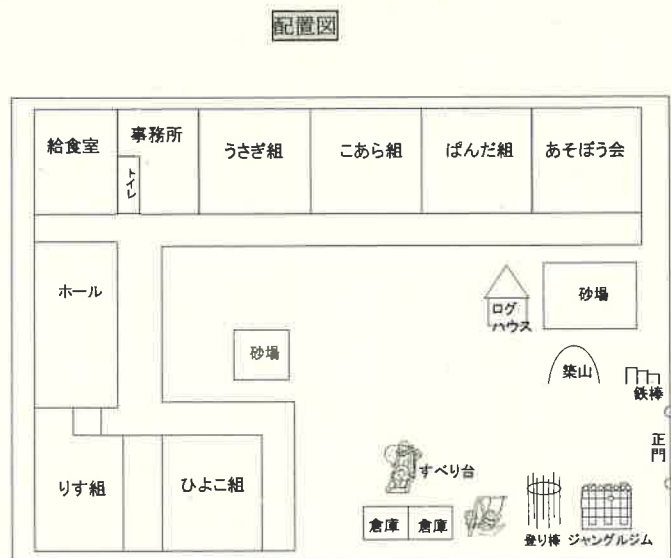 配置図
給食室
事務所
トイレ
うさぎ組
こあら組
ぱんだ組
あそぼう会
ホール
砂場
ログ
ハウス
砂場
築山
鉄棒
正門
りす組
ひよこ組
すべり台
倉庫
倉庫
登り棒
ジャングルジム